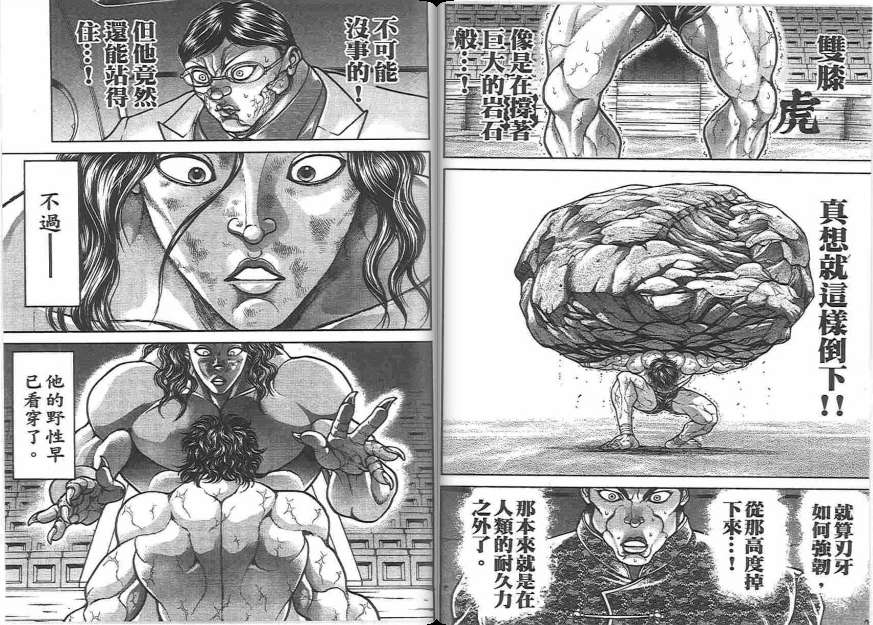 雙膝
虎
像是在撐著
巨大的岩石
般…！
真想就這樣倒下!!
就算刃牙
如何強韌，
從那高度掉
下來…！
那本來就是在
人類的耐久力
之外了。
不可能
沒事的！
但他竟然
還能站得
住…！
不過——
他的野性早
已看穿了。